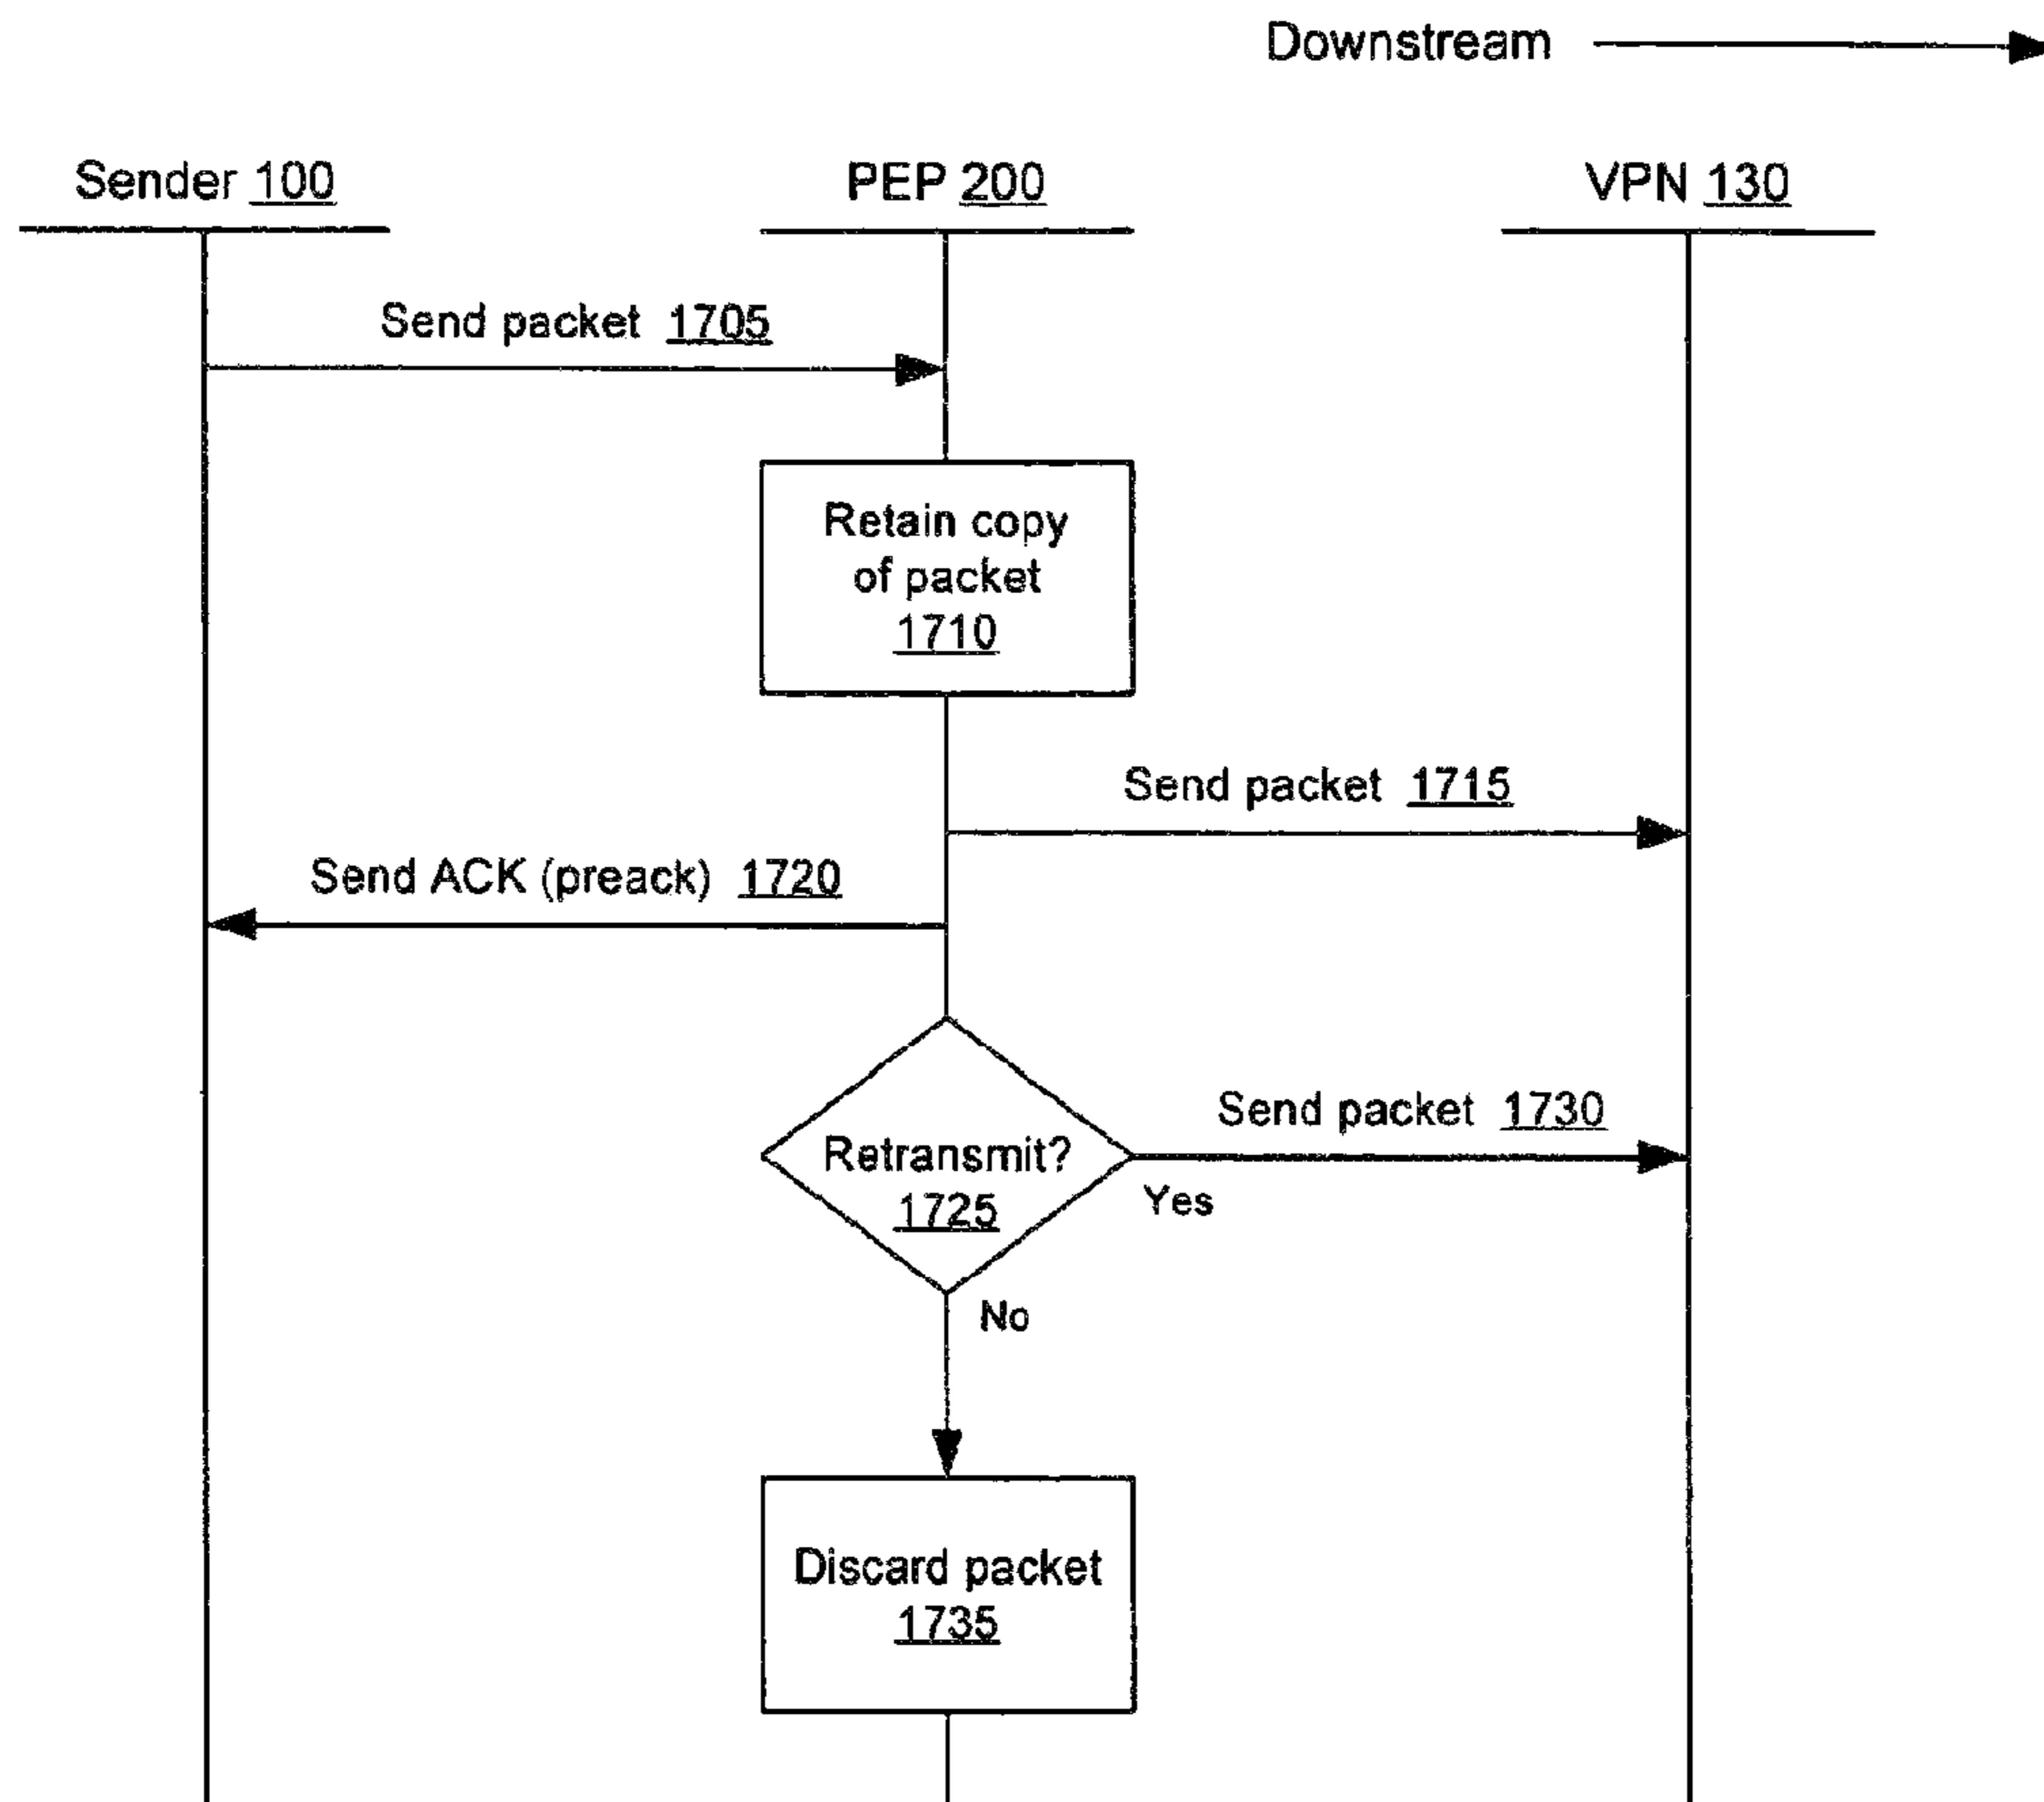 Downstream
Sender 100
PEP 200
VPN 130
Send packet 1705
Retain copy
of packet
1710
Send packet 1715
Send ACK (preack) 1720
Send packet 1730
Retransmit?
1725
Yes
No
Discard packet
1735